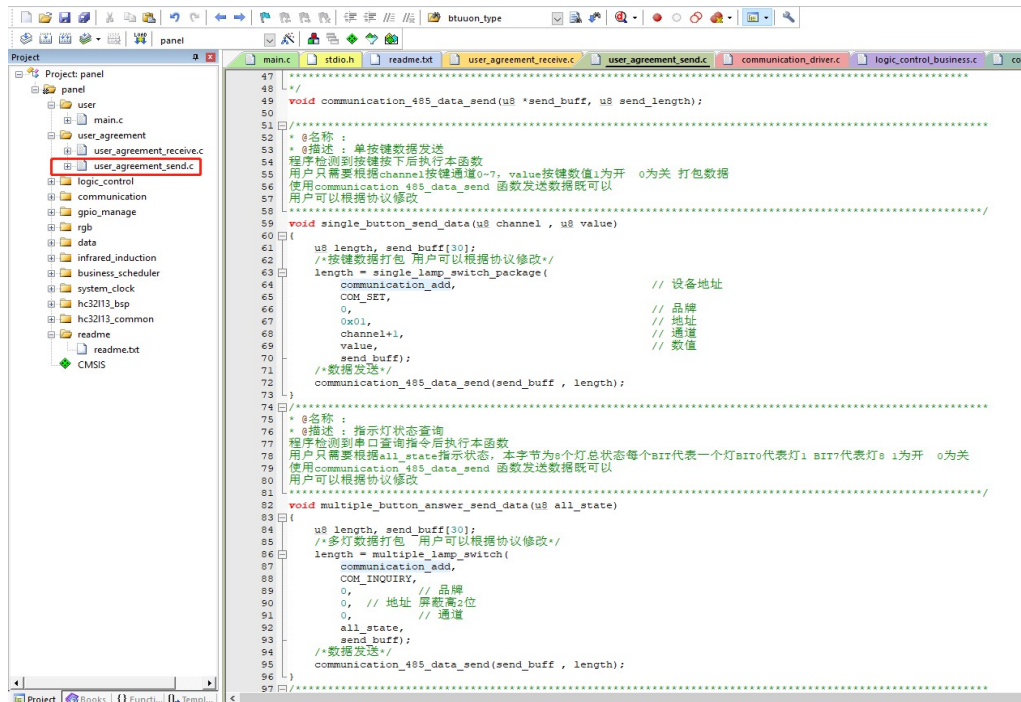 btuuon_type
panel
Project
main.c stdio.h readme.txt user_agreement_receive.c user_agreement_send.c communication_driver.c logic_control_business.c co
Project: panel
panel
user
main.c
user_agreement
user_agreement_receive.c
user_agreement_send.c
logic_control
communication
gpio_manage
rgb
data
infrared_induction
business_scheduler
system_clock
hc32l13_bsp
hc32l13_common
readme
readme.txt
CMSIS
47
48 */
49 void communication_485_data_send(u8 *send_buff, u8 send_length);
50
51 /*
52 * @名称 :
53 * @描述 : 单按键数据发送
54 程序检测到按键按下后执行本函数
55 用户只需要根据channel按键通道0~7，value按键数值1为开 0为关 打包数据
56 使用communication_485_data_send 函数发送数据既可以
57 用户可以根据协议修改
58 */
59 void single_button_send_data(u8 channel , u8 value)
60 {
61 u8 length, send_buff[30];
62 /*按键数据打包 用户可以根据协议修改*/
63 length = single_lamp_switch_package(
64 communication_add, // 设备地址
65 COM_SET,
66 0, // 品牌
67 0x01, // 地址
68 channel+1, // 通道
69 value, // 数值
70 send_buff);
71 /*数据发送*/
72 communication_485_data_send(send_buff , length);
73 }
74 /*
75 * @名称 :
76 * @描述 : 指示灯状态查询
77 程序检测到串口查询指令后执行本函数
78 用户只需要根据all_state指示状态，本字节为8个灯总状态每个BIT代表一个灯BIT0代表灯1 BIT7代表灯8 1为开 0为关
79 使用communication_485_data_send 函数发送数据既可以
80 用户可以根据协议修改
81 */
82 void multiple_button_answer_send_data(u8 all_state)
83 {
84 u8 length, send_buff[30];
85 /*多灯数据打包 用户可以根据协议修改*/
86 length = multiple_lamp_switch(
87 communication_add,
88 COM_INQUIRY,
89 0, // 品牌
90 0, // 地址 屏蔽高2位
91 0, // 通道
92 all_state,
93 send_buff);
94 /*数据发送*/
95 communication_485_data_send(send_buff , length);
96 }
97 /*
Project Books {} Functi... Templ...